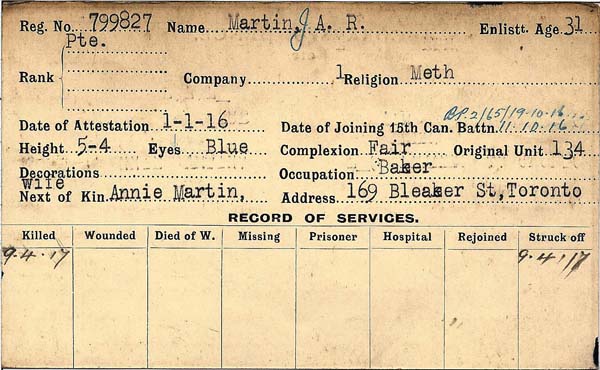 Reg. No. 799827 Name Martin, J A. R. Enlistt. Age 31
Pte.
Rank Company 1 Religion Meth
B.P. 2/65/19-10-16
Date of Attestation 1-1-16 Date of Joining 15th Can. Battn. 11-10-16
Height 5-4 Eyes Blue Complexion Fair Original Unit 134
Decorations Occupation Baker
Wife
Next of Kin Annie Martin, Address 169 Bleaker St, Toronto
RECORD OF SERVICES.
Killed Wounded Died of W. Missing Prisoner Hospital Rejoined Struck off
9.4.17 9.4.17